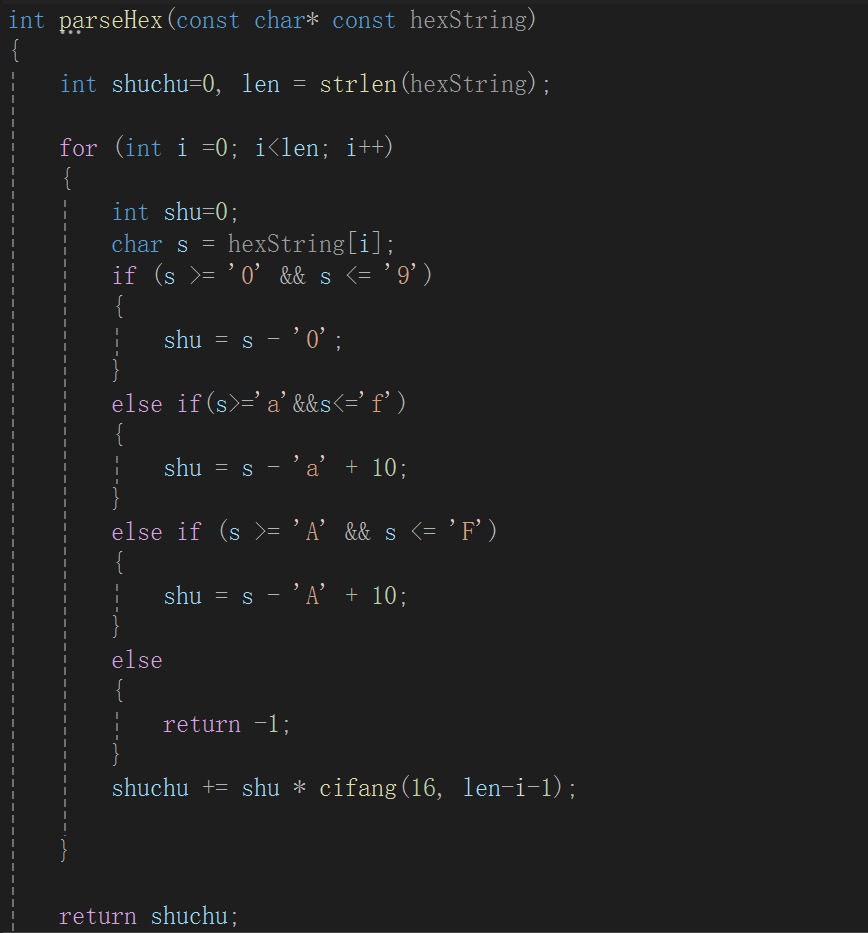 int parseHex(const char* const hexString)
{
int shuchu=0, len = strlen(hexString);
for (int i =0; i<len; i++)
{
int shu=0;
char s = hexString[i];
if (s >= '0' && s <= '9')
{
shu = s - '0';
}
else if(s>='a'&&s<='f')
{
shu = s - 'a' + 10;
}
else if (s >= 'A' && s <= 'F')
{
shu = s - 'A' + 10;
}
else
{
return -1;
}
shuchu += shu * cifang(16, len-i-1);
}
return shuchu;